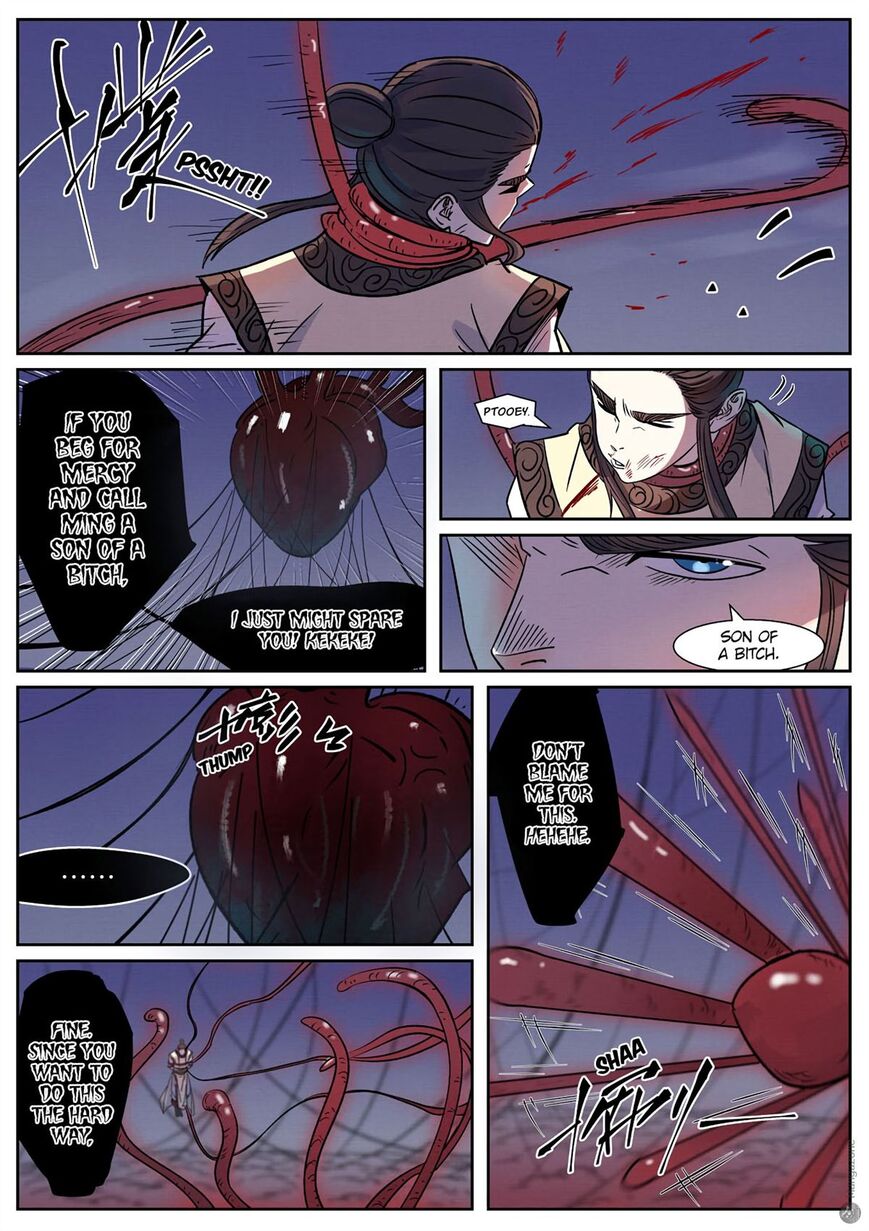 PSSHT!!
IF YOU
BEG FOR
MERCY
AND CALL
MING A
SON OF A
BITCH,
I JUST MIGHT SPARE
YOU! KEKEKE!
PTOOEY.
SON OF
A BITCH.
THUMP
......
DON'T
BLAME
ME FOR
THIS.
HEHEHE.
FINE.
SINCE YOU
WANT TO
DO THIS
THE HARD
WAY,
SHAA